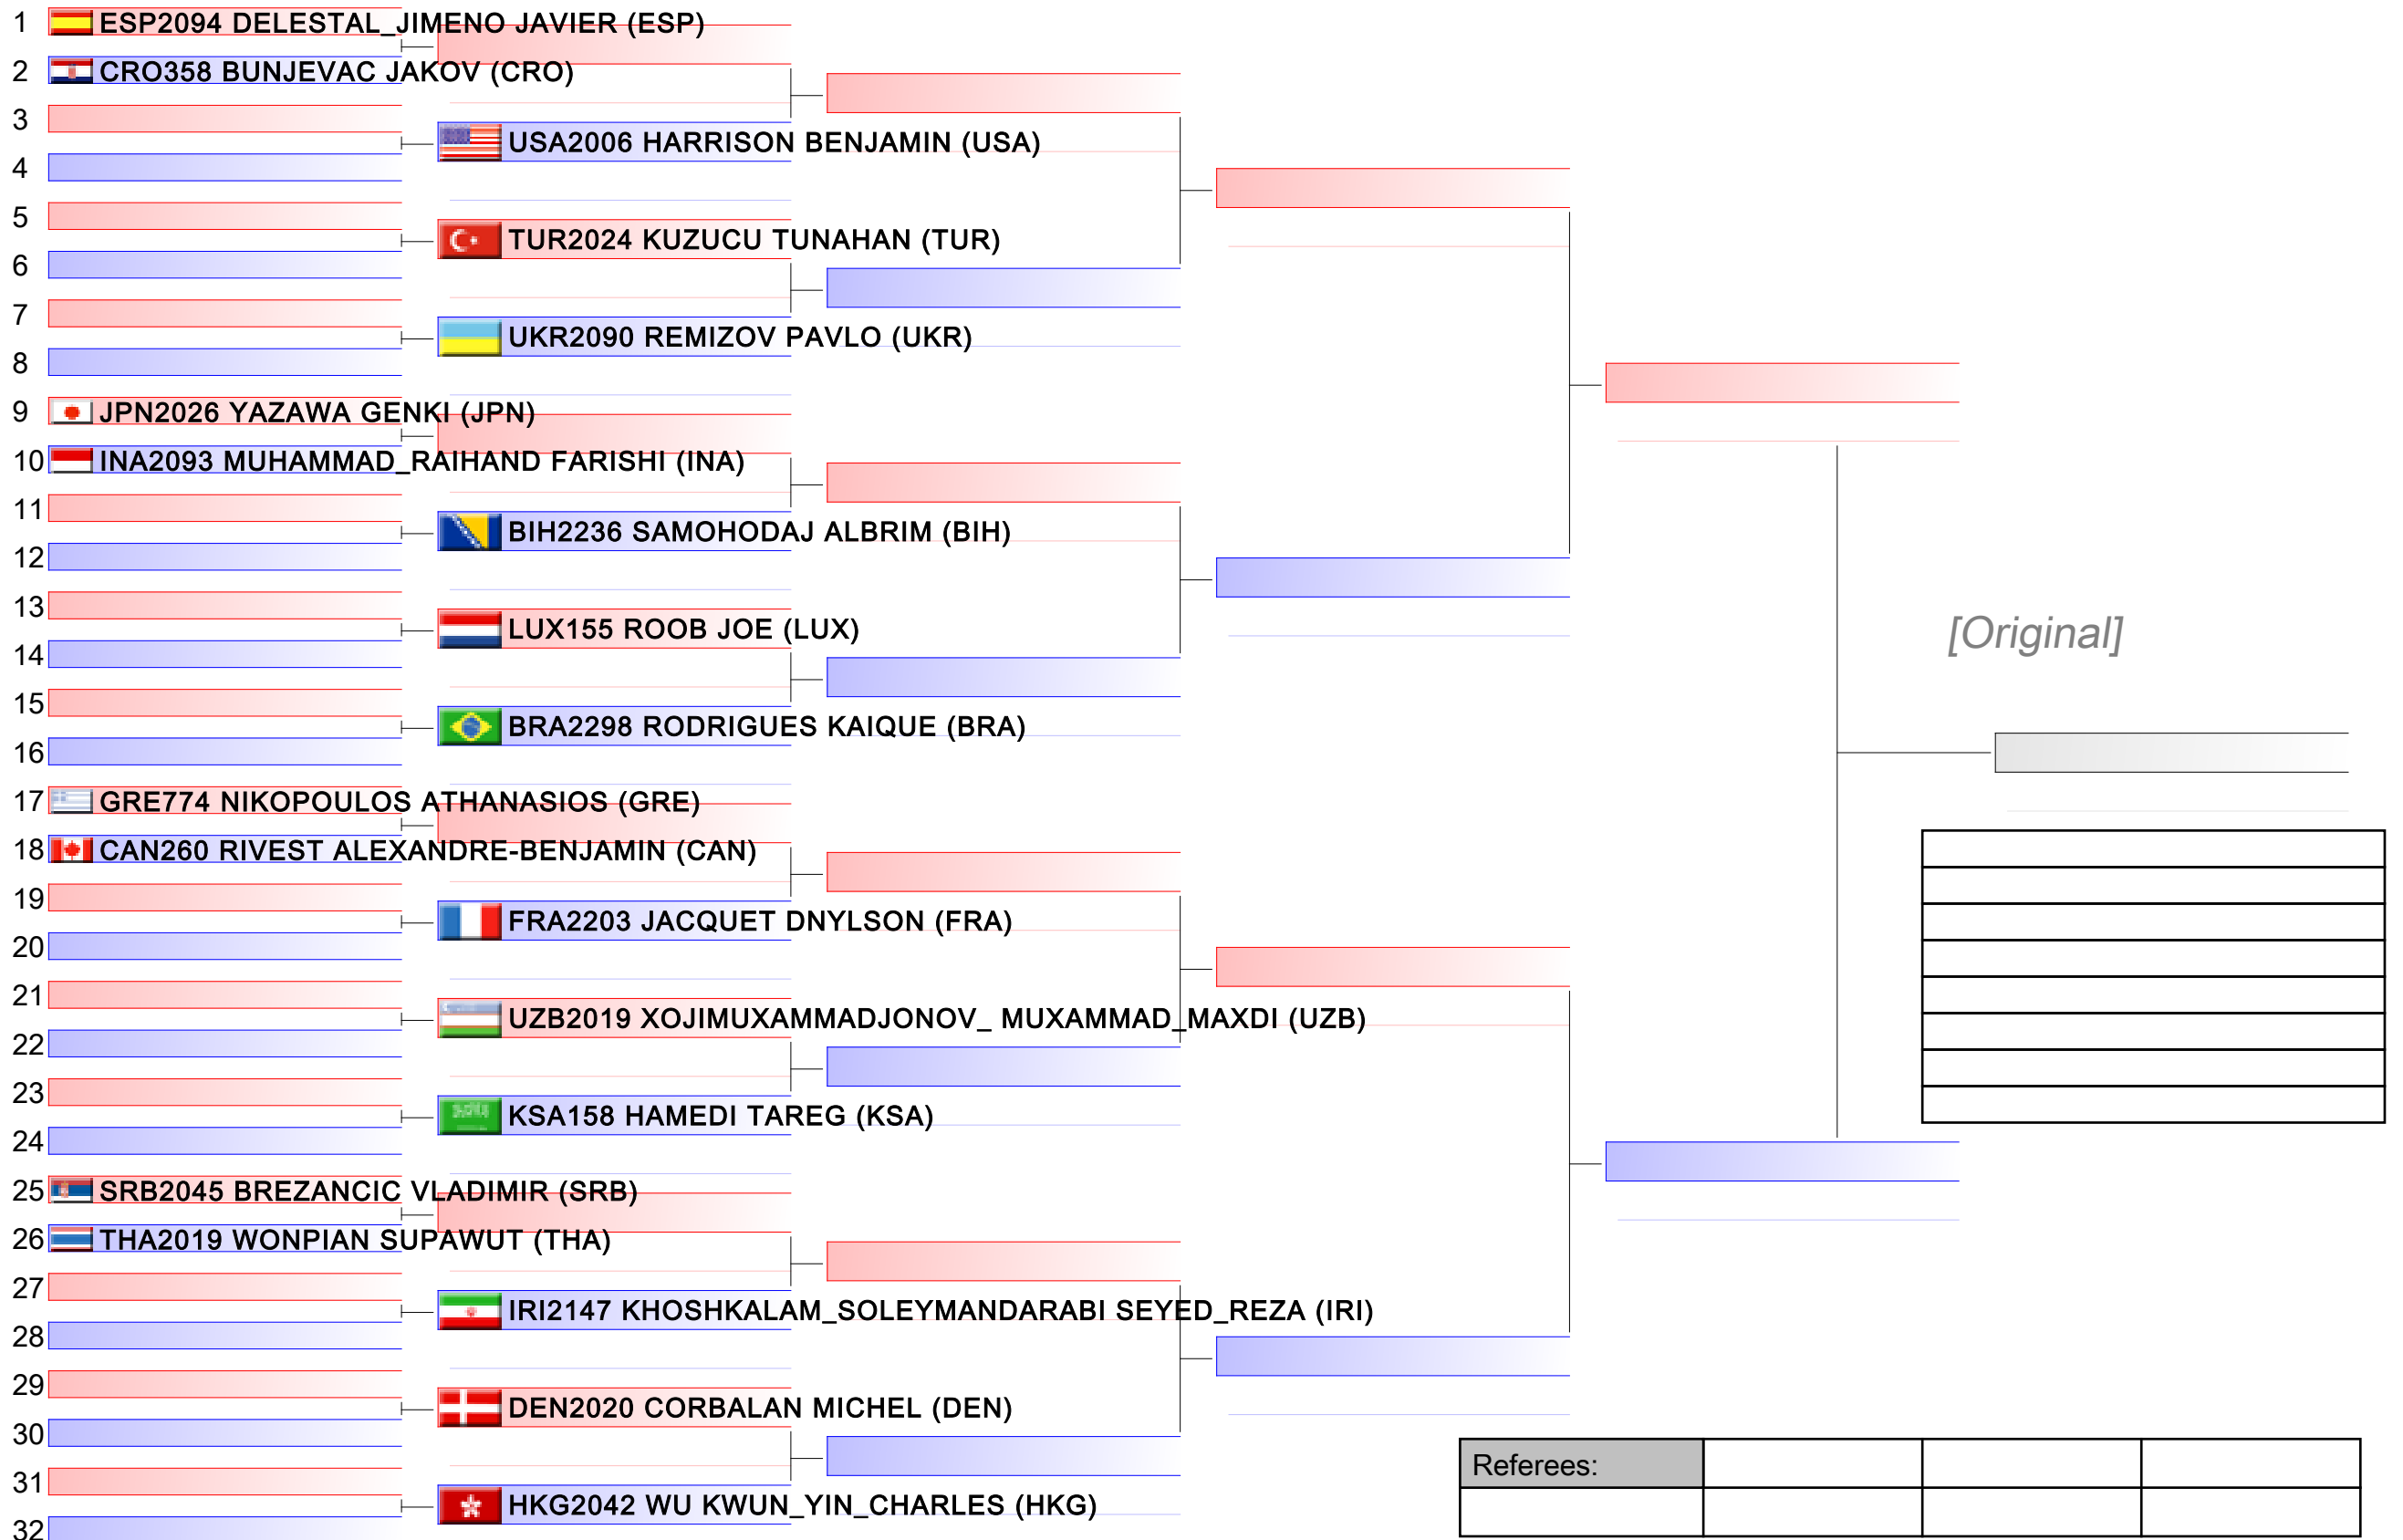 1 ESP2094 DELESTAL_JIMENO JAVIER (ESP)
2 CRO358 BUNJEVAC JAKOV (CRO)
3
USA2006 HARRISON BENJAMIN (USA)
4
5
TUR2024 KUZUCU TUNAHAN (TUR)
6
7
UKR2090 REMIZOV PAVLO (UKR)
8
9 JPN2026 YAZAWA GENKI (JPN)
10 INA2093 MUHAMMAD_RAIHAND FARISHI (INA)
11
BIH2236 SAMOHODAJ ALBRIM (BIH)
12
13
LUX155 ROOB JOE (LUX)
[Original]
14
15
BRA2298 RODRIGUES KAIQUE (BRA)
16
17 GRE774 NIKOPOULOS ATHANASIOS (GRE)
18 CAN260 RIVEST ALEXANDRE-BENJAMIN (CAN)
19
FRA2203 JACQUET DNYLSON (FRA)
20
21
UZB2019 XOJIMUXAMMADJONOV_ MUXAMMAD_MAXDI (UZB)
22
23
KSA158 HAMEDI TAREG (KSA)
24
25 SRB2045 BREZANCIC VLADIMIR (SRB)
26 THA2019 WONPIAN SUPAWUT (THA)
27
IRI2147 KHOSHKALAM_SOLEYMANDARABI SEYED_REZA (IRI)
28
29
DEN2020 CORBALAN MICHEL (DEN)
30
Referees:
31
HKG2042 WU KWUN_YIN_CHARLES (HKG)
32